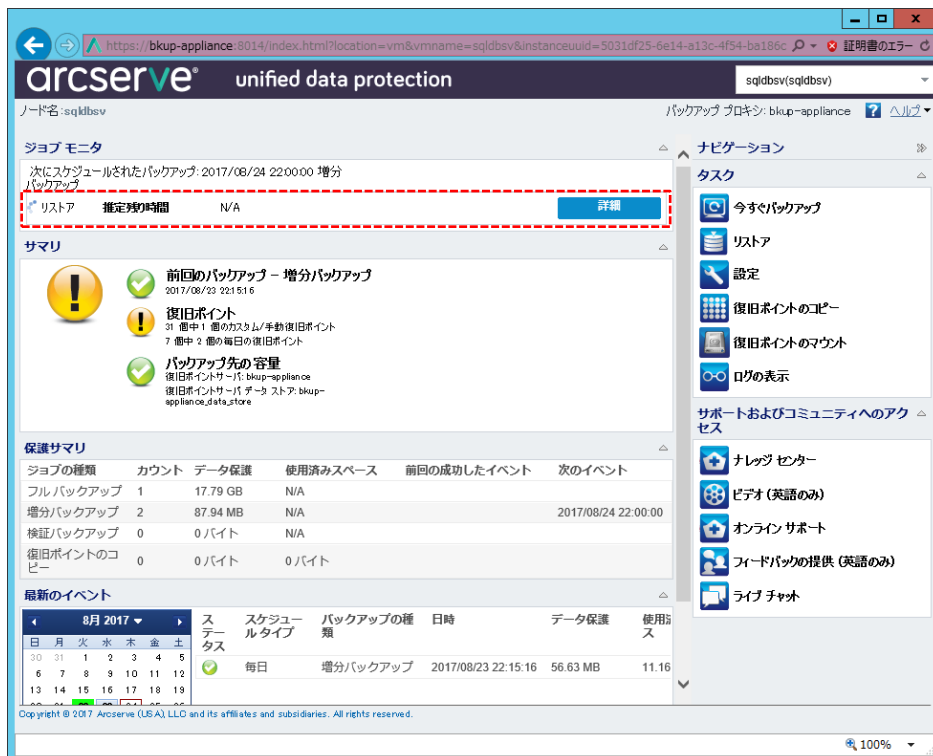 https://bkup-appliance:8014/index.html?location=vm&vmname=sqldbsv&instanceuuid=5031df25-6e14-a13c-4f54-ba186c
証明書のエラー
arcserve® unified data protection
sqldbsv(sqldbsv)
ノード名:sqldbsv
バックアップ プロキシ: bkup-appliance
ヘルプ
ジョブ モニタ
次にスケジュールされたバックアップ: 2017/08/24 22:00:00 増分
バックアップ
リストア 推定残り時間 N/A 詳細
サマリ
前回のバックアップ - 増分バックアップ
2017/08/23 22:15:16
復旧ポイント
31 個中 1 個のカスタム/手動復旧ポイント
7 個中 2 個の毎日の復旧ポイント
バックアップ先の容量
復旧ポイントサーバ: bkup-appliance
復旧ポイントサーバ データ ストア: bkup-
appliance_data_store
保護サマリ
ジョブの種類 カウント データ保護 使用済みスペース 前回の成功したイベント 次のイベント
フル バックアップ 1 17.79 GB N/A
増分バックアップ 2 87.94 MB N/A 2017/08/24 22:00:00
検証バックアップ 0 0 バイト N/A
復旧ポイントのコ
ピー 0 0 バイト 0 バイト
最新のイベント
8月 2017
日 月 火 水 木 金 土
30 31 1 2 3 4 5
6 7 8 9 10 11 12
13 14 15 16 17 18 19
ス
テー
タス
スケジュー
ル タイプ
バックアップの種
類
日時
データ保護
使用済
ス
毎日 増分バックアップ 2017/08/23 22:15:16 56.63 MB 11.16
ナビゲーション
タスク
今すぐバックアップ
リストア
設定
復旧ポイントのコピー
復旧ポイントのマウント
ログの表示
サポートおよびコミュニティへのアク
セス
ナレッジ センター
ビデオ (英語のみ)
オンライン サポート
フィードバックの提供 (英語のみ)
ライブ チャット
Copyright © 2017 Arcserve (USA), LLC and its affiliates and subsidiaries. All rights reserved.
100%